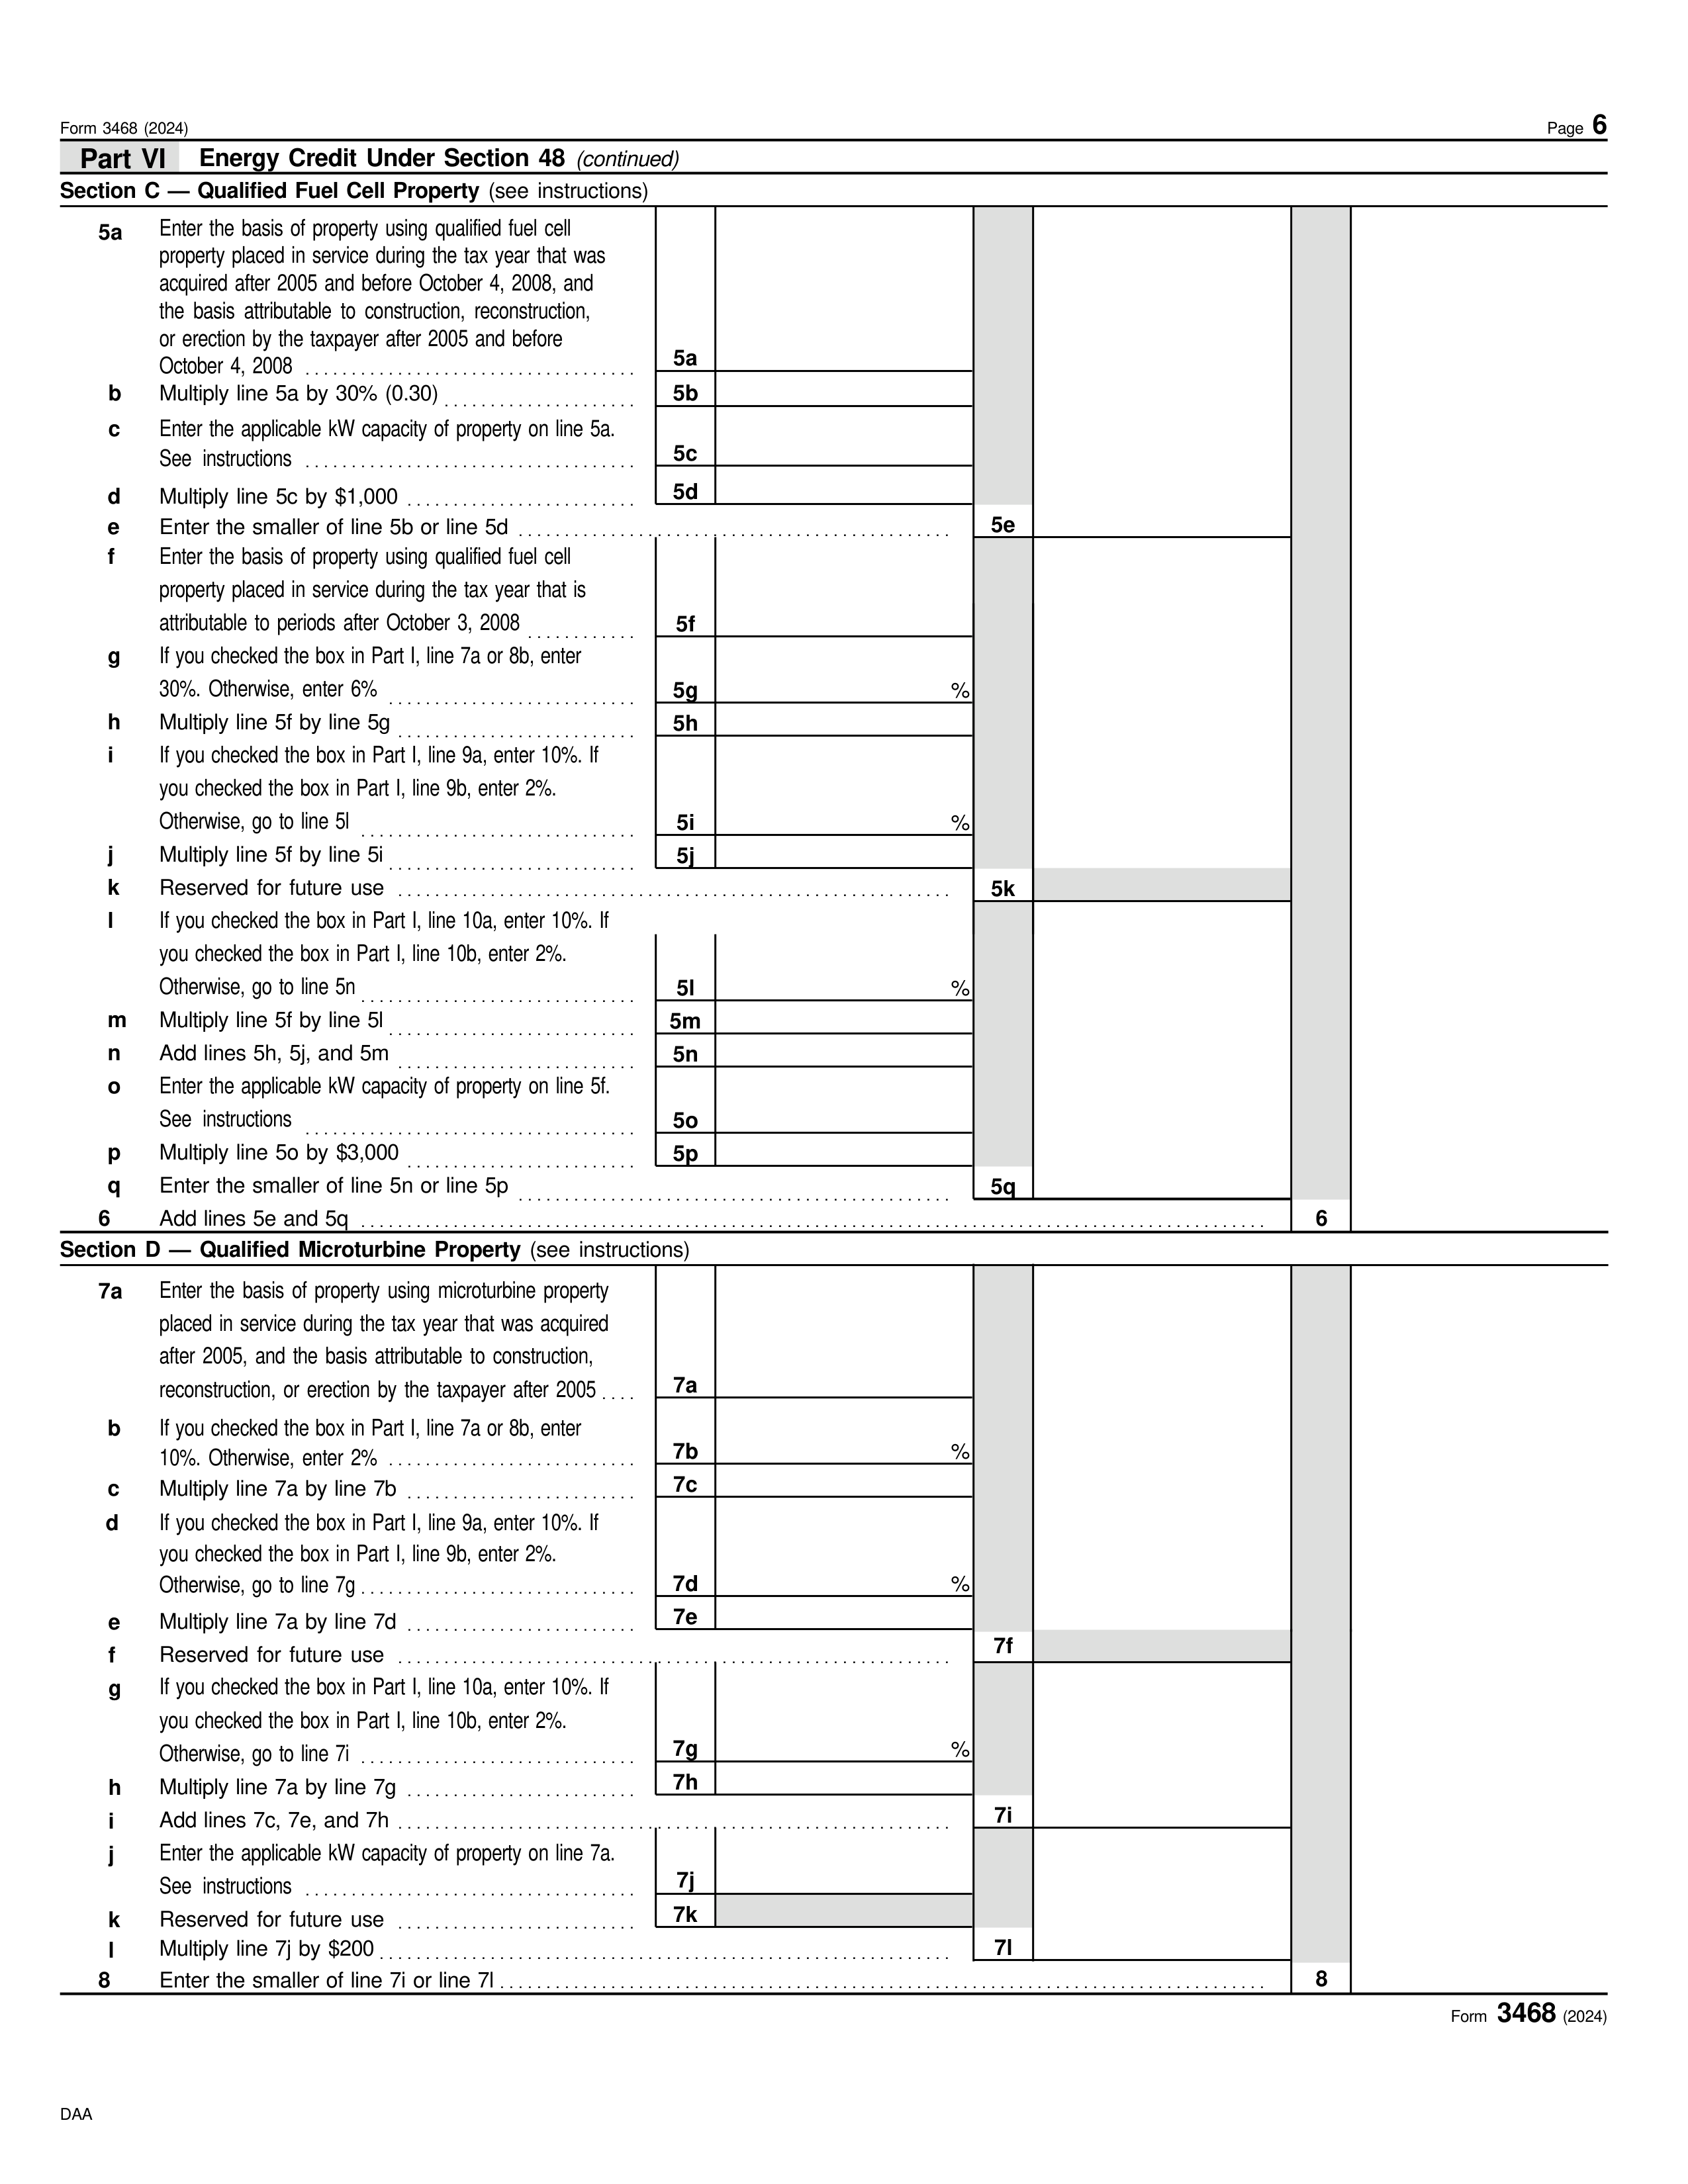 Form 3468 (2024) Page 6
Part VI Energy Credit Under Section 48 (continued)
Section C — Qualified Fuel Cell Property (see instructions)
5a Enter the basis of property using qualified fuel cell
property placed in service during the tax year that was
acquired after 2005 and before October 4, 2008, and
the basis attributable to construction, reconstruction,
or erection by the taxpayer after 2005 and before
October 4, 2008 5a
b Multiply line 5a by 30% (0.30) 5b
c Enter the applicable kW capacity of property on line 5a.
See instructions 5c
d Multiply line 5c by $1,000 5d
e Enter the smaller of line 5b or line 5d 5e
f Enter the basis of property using qualified fuel cell
property placed in service during the tax year that is
attributable to periods after October 3, 2008 5f
g If you checked the box in Part I, line 7a or 8b, enter
30%. Otherwise, enter 6% 5g %
h Multiply line 5f by line 5g 5h
i If you checked the box in Part I, line 9a, enter 10%. If
you checked the box in Part I, line 9b, enter 2%.
Otherwise, go to line 5l 5i %
j Multiply line 5f by line 5i 5j
k Reserved for future use 5k
l If you checked the box in Part I, line 10a, enter 10%. If
you checked the box in Part I, line 10b, enter 2%.
Otherwise, go to line 5n 5l %
m Multiply line 5f by line 5l 5m
n Add lines 5h, 5j, and 5m 5n
o Enter the applicable kW capacity of property on line 5f.
See instructions 5o
p Multiply line 5o by $3,000 5p
q Enter the smaller of line 5n or line 5p 5q
6 Add lines 5e and 5q 6
Section D — Qualified Microturbine Property (see instructions)
7a Enter the basis of property using microturbine property
placed in service during the tax year that was acquired
after 2005, and the basis attributable to construction,
reconstruction, or erection by the taxpayer after 2005 7a
b If you checked the box in Part I, line 7a or 8b, enter
10%. Otherwise, enter 2% 7b %
c Multiply line 7a by line 7b 7c
d If you checked the box in Part I, line 9a, enter 10%. If
you checked the box in Part I, line 9b, enter 2%.
Otherwise, go to line 7g 7d %
e Multiply line 7a by line 7d 7e
f Reserved for future use 7f
g If you checked the box in Part I, line 10a, enter 10%. If
you checked the box in Part I, line 10b, enter 2%.
Otherwise, go to line 7i 7g %
h Multiply line 7a by line 7g 7h
i Add lines 7c, 7e, and 7h 7i
j Enter the applicable kW capacity of property on line 7a.
See instructions 7j
k Reserved for future use 7k
l Multiply line 7j by $200 7l
8 Enter the smaller of line 7i or line 7l 8
Form 3468 (2024)
DAA